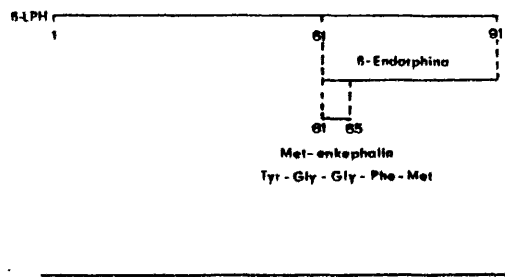 ß-LPH
1 61 91
ß-Endorphina
61 65
Met-enkephalin
Tyr-Gly-Gly-Phe-Met